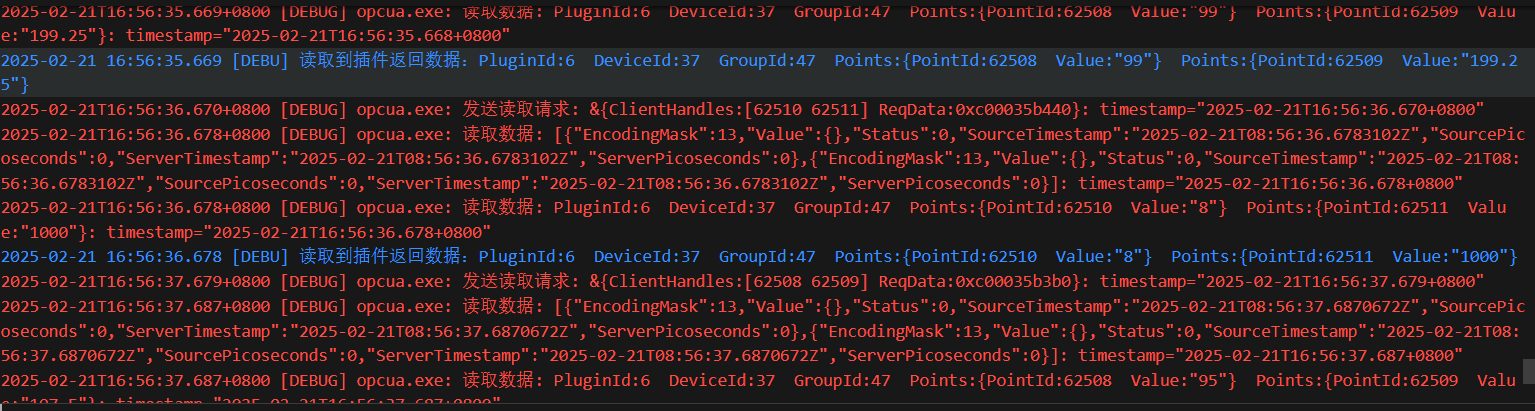 2025-02-21T16:56:35.669+0800 [DEBUG] opcua.exe: 读取数据: PluginId:6  DeviceId:37  GroupId:47  Points:{PointId:62508  Value:"99"}  Points:{PointId:62509  Valu
e:"199.25"}: timestamp="2025-02-21T16:56:35.668+0800"
2025-02-21 16:56:35.669 [DEBU] 读取到插件返回数据：PluginId:6  DeviceId:37  GroupId:47  Points:{PointId:62508  Value:"99"}  Points:{PointId:62509  Value:"199.2
5"}
2025-02-21T16:56:36.670+0800 [DEBUG] opcua.exe: 发送读取请求: &{ClientHandles:[62510 62511] ReqData:0xc00035b440}: timestamp="2025-02-21T16:56:36.670+0800"
2025-02-21T16:56:36.678+0800 [DEBUG] opcua.exe: 读取数据: [{"EncodingMask":13,"Value":{},"Status":0,"SourceTimestamp":"2025-02-21T08:56:36.6783102Z","SourcePic
oseconds":0,"ServerTimestamp":"2025-02-21T08:56:36.6783102Z","ServerPicoseconds":0},{"EncodingMask":13,"Value":{},"Status":0,"SourceTimestamp":"2025-02-21T08:
56:36.6783102Z","SourcePicoseconds":0,"ServerTimestamp":"2025-02-21T08:56:36.6783102Z","ServerPicoseconds":0}]: timestamp="2025-02-21T16:56:36.678+0800"
2025-02-21T16:56:36.678+0800 [DEBUG] opcua.exe: 读取数据: PluginId:6  DeviceId:37  GroupId:47  Points:{PointId:62510  Value:"8"}  Points:{PointId:62511  Valu
e:"1000"}: timestamp="2025-02-21T16:56:36.678+0800"
2025-02-21 16:56:36.678 [DEBU] 读取到插件返回数据：PluginId:6  DeviceId:37  GroupId:47  Points:{PointId:62510  Value:"8"}  Points:{PointId:62511  Value:"1000"}
2025-02-21T16:56:37.679+0800 [DEBUG] opcua.exe: 发送读取请求: &{ClientHandles:[62508 62509] ReqData:0xc00035b3b0}: timestamp="2025-02-21T16:56:37.679+0800"
2025-02-21T16:56:37.687+0800 [DEBUG] opcua.exe: 读取数据: [{"EncodingMask":13,"Value":{},"Status":0,"SourceTimestamp":"2025-02-21T08:56:37.6870672Z","SourcePic
oseconds":0,"ServerTimestamp":"2025-02-21T08:56:37.6870672Z","ServerPicoseconds":0},{"EncodingMask":13,"Value":{},"Status":0,"SourceTimestamp":"2025-02-21T08:
56:37.6870672Z","SourcePicoseconds":0,"ServerTimestamp":"2025-02-21T08:56:37.6870672Z","ServerPicoseconds":0}]: timestamp="2025-02-21T16:56:37.687+0800"
2025-02-21T16:56:37.687+0800 [DEBUG] opcua.exe: 读取数据: PluginId:6  DeviceId:37  GroupId:47  Points:{PointId:62508  Value:"95"}  Points:{PointId:62509  Valu
timestamp="2025-02-21T16:56:37.687+0800"